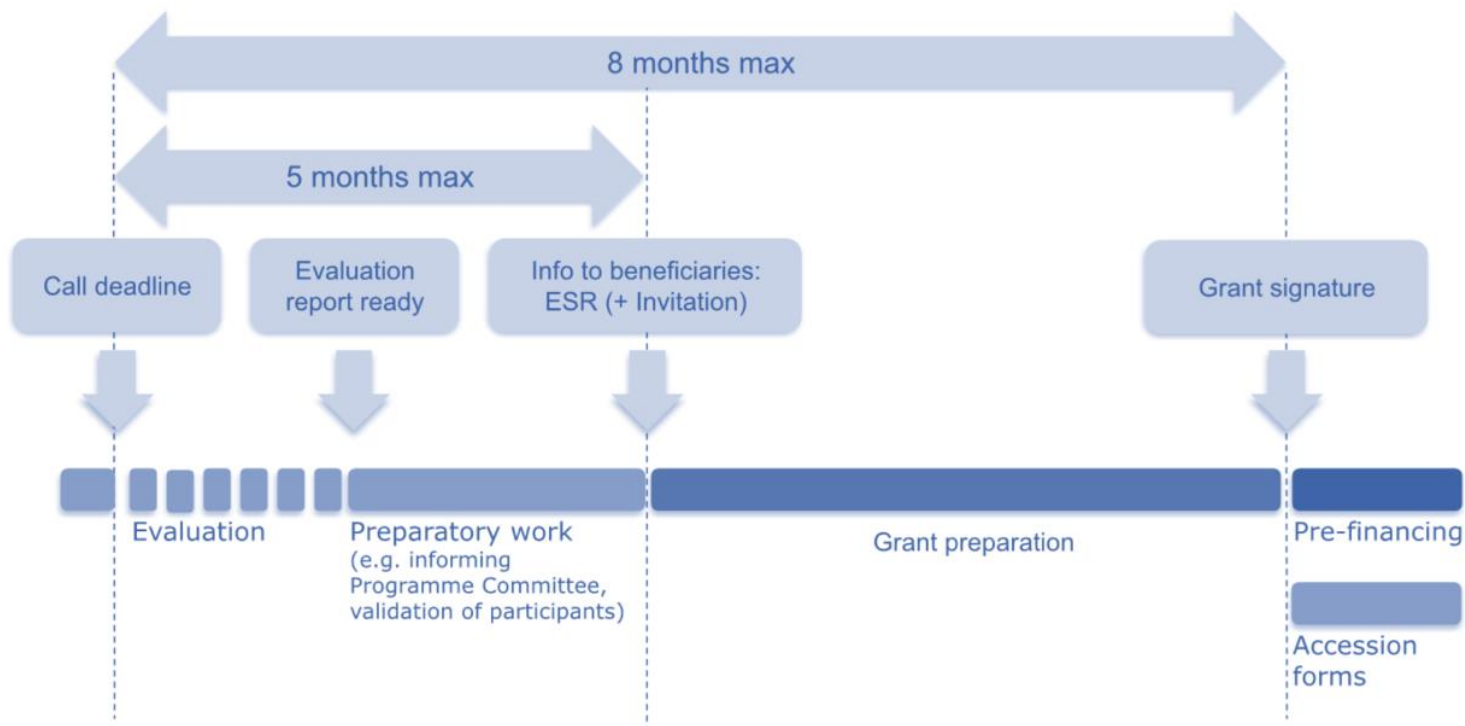 8 months max
5 months max
Call deadline
Evaluation
report ready
Info to beneficiaries:
ESR (+ Invitation)
Grant signature
Evaluation
Preparatory work
(e.g. informing
Programme Committee,
validation of participants)
Grant preparation
Pre-financing
Accession
forms